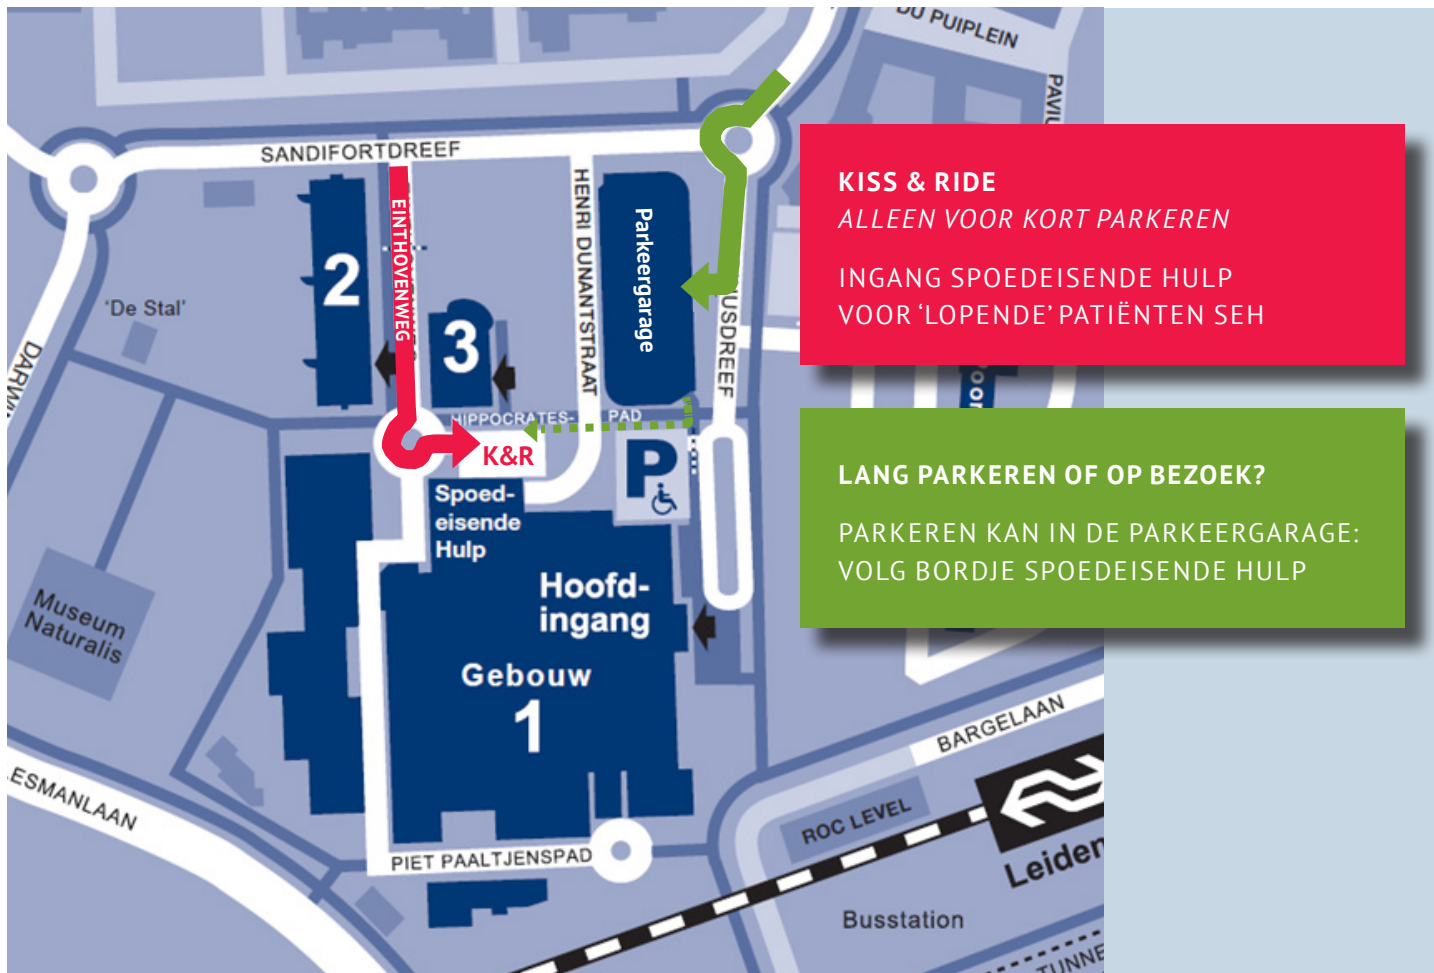 DU PUIPLEIN
SANDIFORTDREEF
KISS & RIDE
ALLEEN VOOR KORT PARKEREN
INGANG SPOEDEISENDE HULP
VOOR ‘LOPENDE’ PATIËNTEN SEH
EINTHOVENWEG
HENRI DUNANTSTRAAT
Parkeergarage
2
3
‘De Stal’
HIPPOCRATES-
PAD
K&R
P
Spoed-
eisende
Hulp
LANG PARKEREN OF OP BEZOEK?
PARKEREN KAN IN DE PARKEERGARAGE:
VOLG BORDJE SPOEDEISENDE HULP
Hoofd-
ingang
Museum
Naturalis
Gebouw
1
BARGELAAN
ROC LEVEL
Leiden
PIET PAALTJENSPAD
Busstation